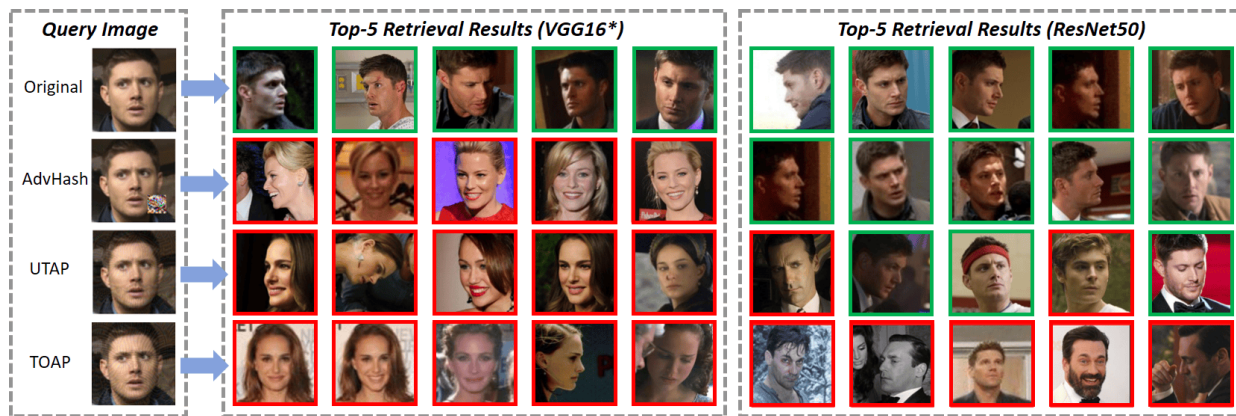 Query Image
Top-5 Retrieval Results (VGG16*)
Top-5 Retrieval Results (ResNet50)
Original
AdvHash
UTAP
TOAP